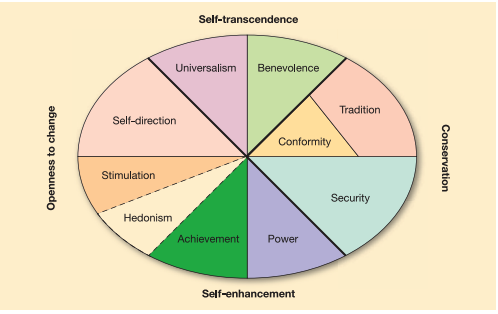 Self-transcendence
Universalism
Benevolence
Tradition
Self-direction
Conformity
Openness to change
Conservation
Stimulation
Security
Hedonism
Achievement
Power
Self-enhancement